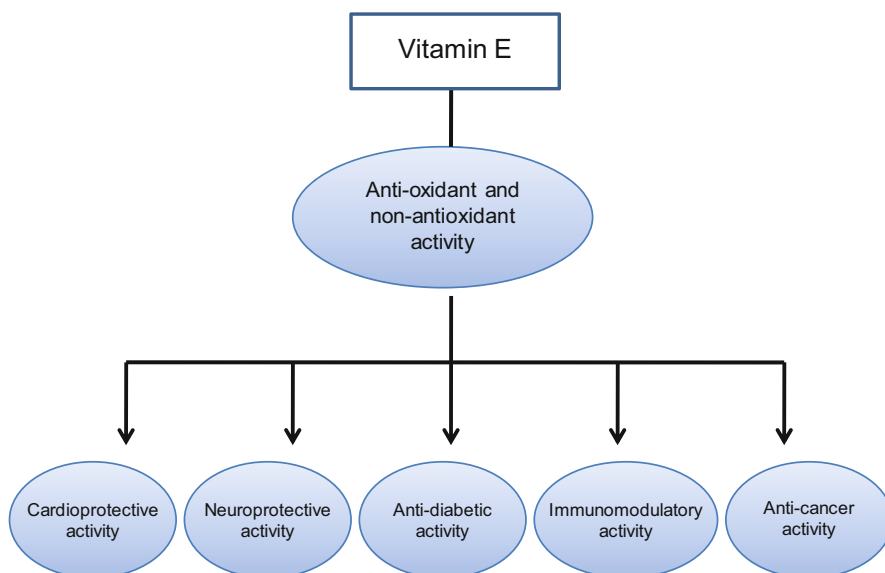 Vitamin E
Anti-oxidant and
non-antioxidant
activity
Cardioprotective
activity
Neuroprotective
activity
Anti-diabetic
activity
Immunomodulatory
activity
Anti-cancer
activity